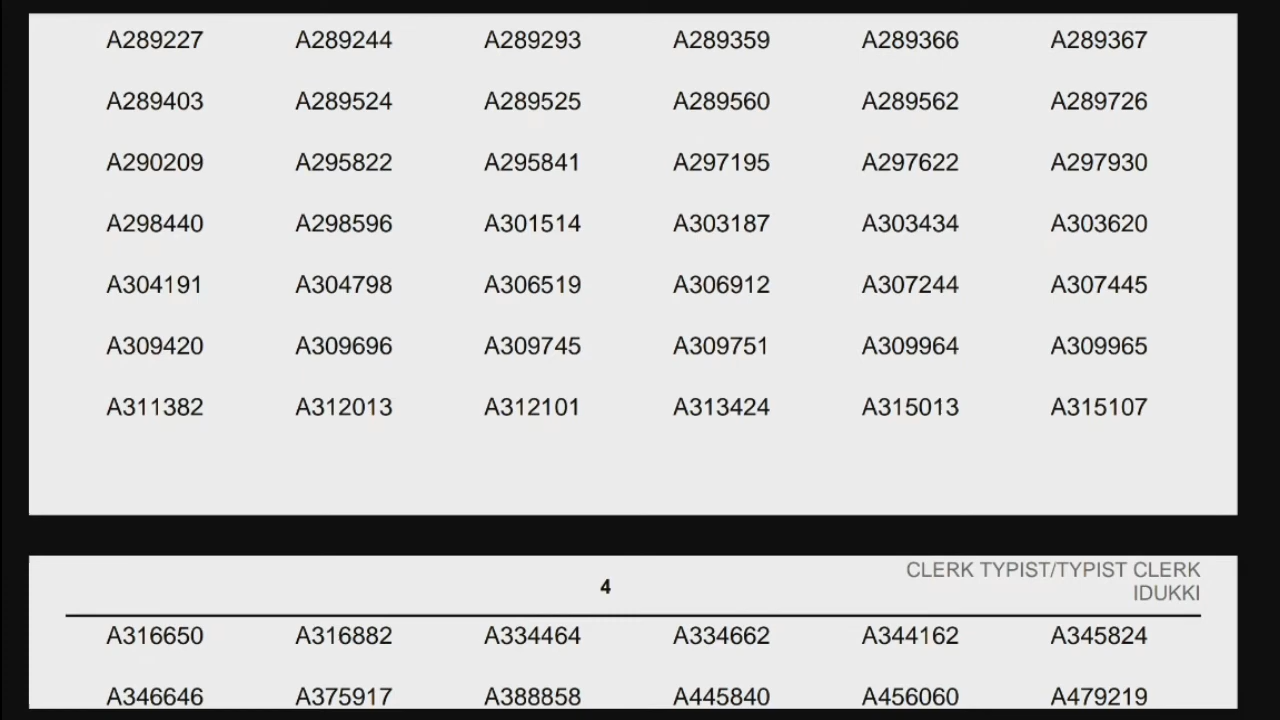 A289227 A289244 A289293 A289359 A289366 A289367
A289403 A289524 A289525 A289560 A289562 A289726
A290209 A295822 A295841 A297195 A297622 A297930
A298440 A298596 A301514 A303187 A303434 A303620
A304191 A304798 A306519 A306912 A307244 A307445
A309420 A309696 A309745 A309751 A309964 A309965
A311382 A312013 A312101 A313424 A315013 A315107
CLERK TYPIST/TYPIST CLERK
4
IDUKKI
A316650 A316882 A334464 A334662 A344162 A345824
A346646 A375917 A388858 A445840 A456060 A479219